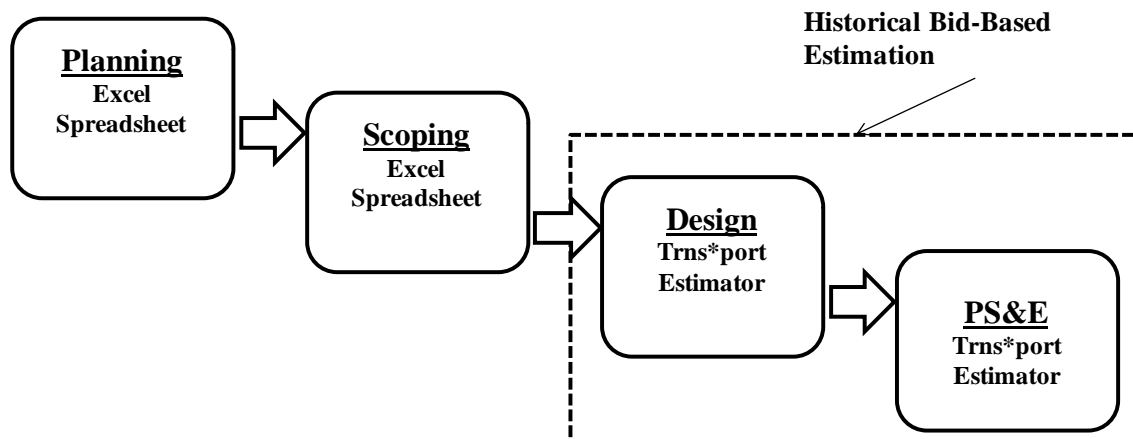 Historical Bid-Based
Estimation
Planning
Excel
Spreadsheet
Scoping
Excel
Spreadsheet
Design
Trns*port
Estimator
PS&E
Trns*port
Estimator